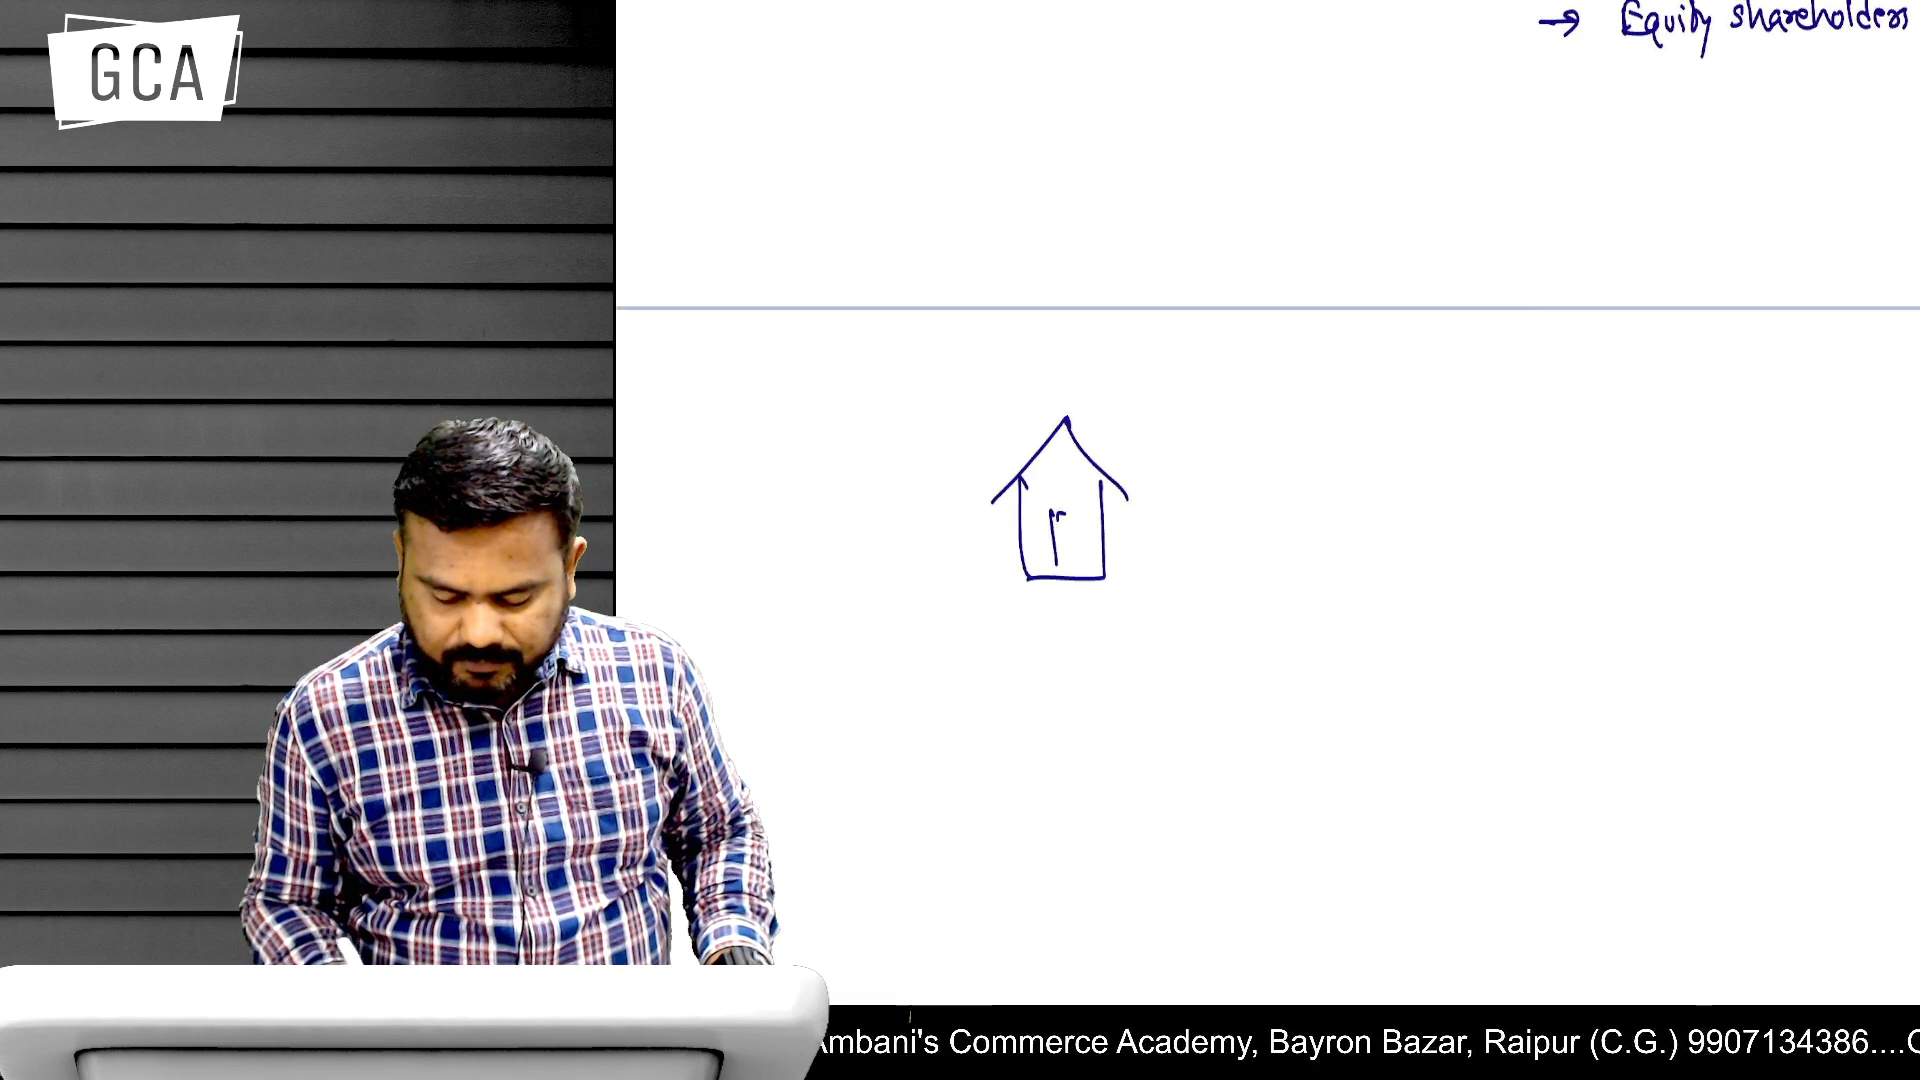 GCA
→ Equity shareholders
Ambani's Commerce Academy, Bayron Bazar, Raipur (C.G.) 9907134386....